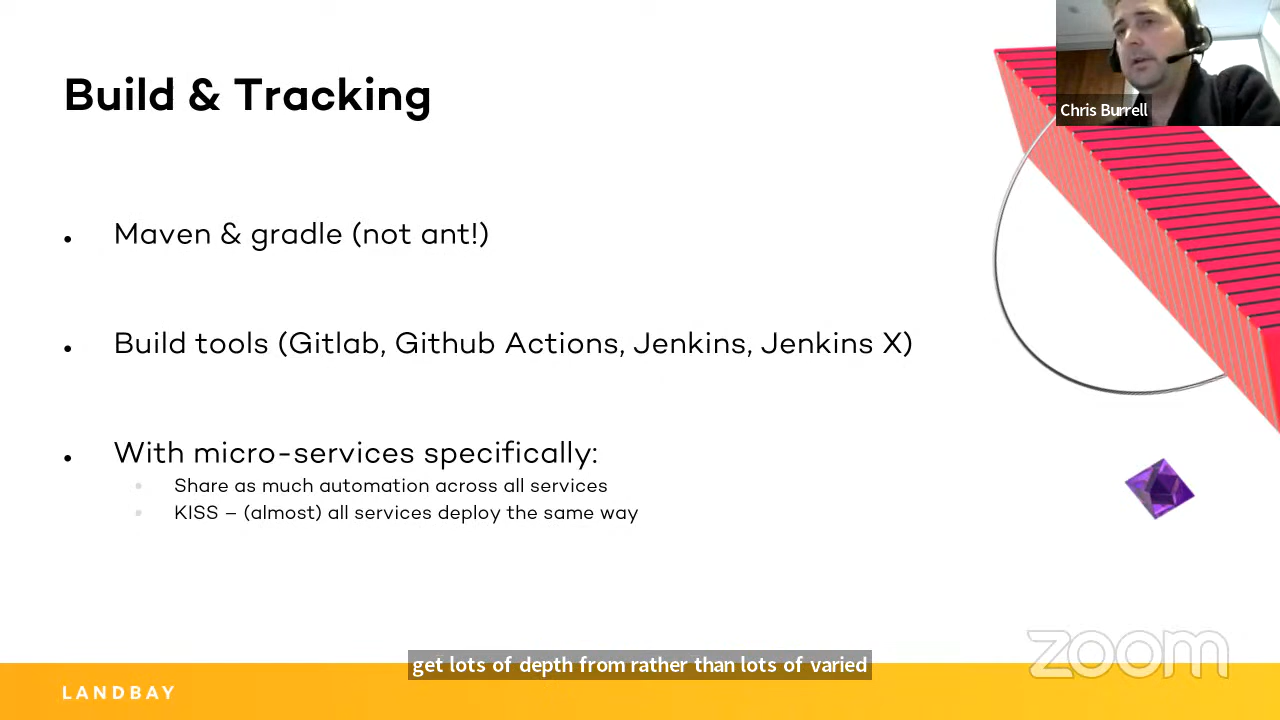 Build & Tracking
Chris Burrell
• Maven & gradle (not ant!)
• Build tools (Gitlab, Github Actions, Jenkins, Jenkins X)
• With micro-services specifically:
• Share as much automation across all services
• KISS – (almost) all services deploy the same way
zoom
get lots of depth from rather than lots of varied
LANDBAY